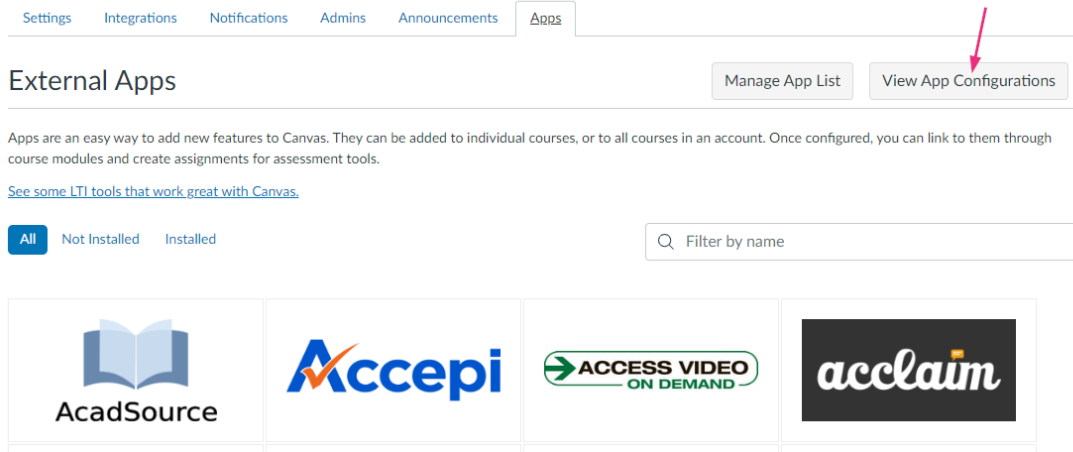 Settings Integrations Notifications Admins Announcements Apps
External Apps
Manage App List View App Configurations
Apps are an easy way to add new features to Canvas. They can be added to individual courses, or to all courses in an account. Once configured, you can link to them through
course modules and create assignments for assessment tools.
See some LTI tools that work great with Canvas.
All Not Installed Installed
Filter by name
AcadSource
Accepi
ACCESS VIDEO
ON DEMAND
acclaim